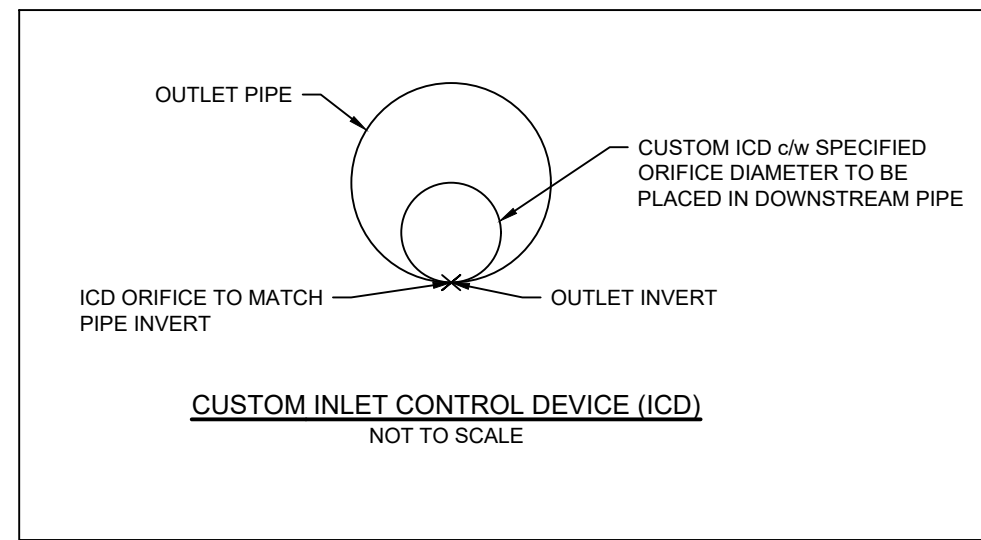 OUTLET PIPE
CUSTOM ICD c/w SPECIFIED
ORIFICE DIAMETER TO BE
PLACED IN DOWNSTREAM PIPE
ICD ORIFICE TO MATCH
PIPE INVERT
OUTLET INVERT
CUSTOM INLET CONTROL DEVICE (ICD)
NOT TO SCALE